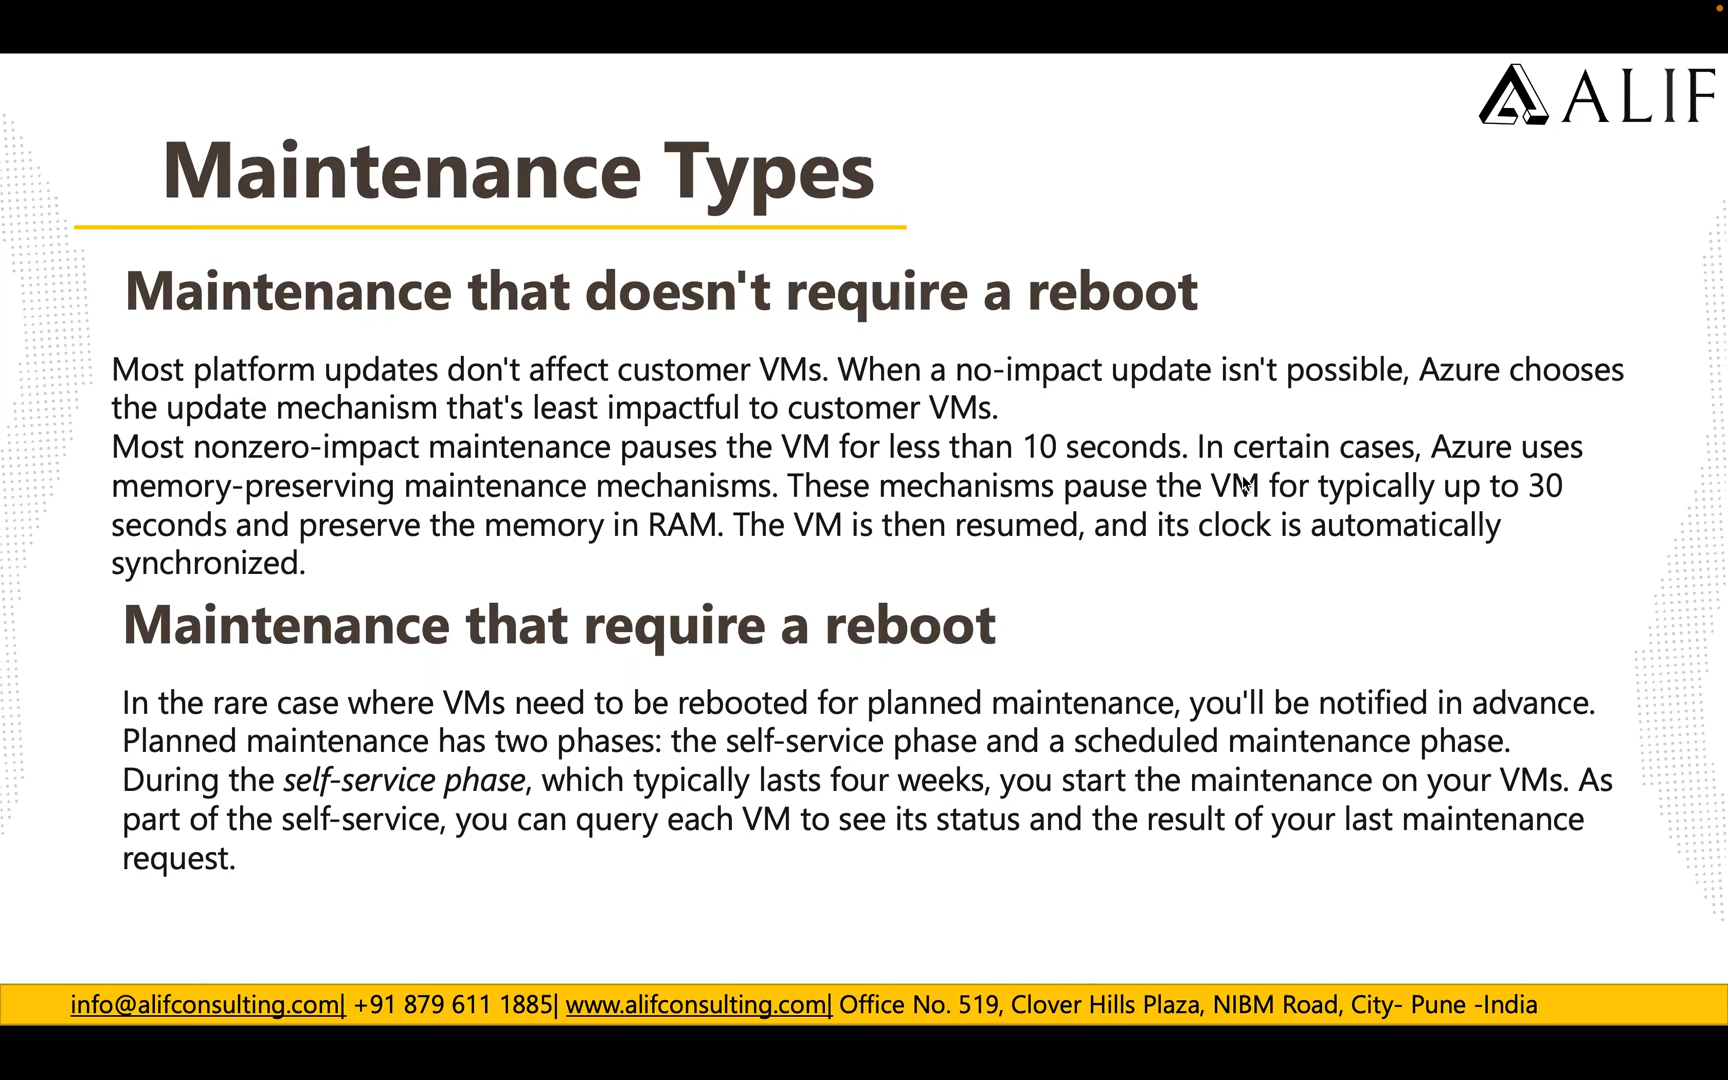 ALIF
Maintenance Types
Maintenance that doesn't require a reboot
Most platform updates don't affect customer VMs. When a no-impact update isn't possible, Azure chooses
the update mechanism that's least impactful to customer VMs.
Most nonzero-impact maintenance pauses the VM for less than 10 seconds. In certain cases, Azure uses
memory-preserving maintenance mechanisms. These mechanisms pause the VM for typically up to 30
seconds and preserve the memory in RAM. The VM is then resumed, and its clock is automatically
synchronized.
Maintenance that require a reboot
In the rare case where VMs need to be rebooted for planned maintenance, you'll be notified in advance.
Planned maintenance has two phases: the self-service phase and a scheduled maintenance phase.
During the self-service phase, which typically lasts four weeks, you start the maintenance on your VMs. As
part of the self-service, you can query each VM to see its status and the result of your last maintenance
request.
info@alifconsulting.com| +91 879 611 1885| www.alifconsulting.com| Office No. 519, Clover Hills Plaza, NIBM Road, City- Pune -India